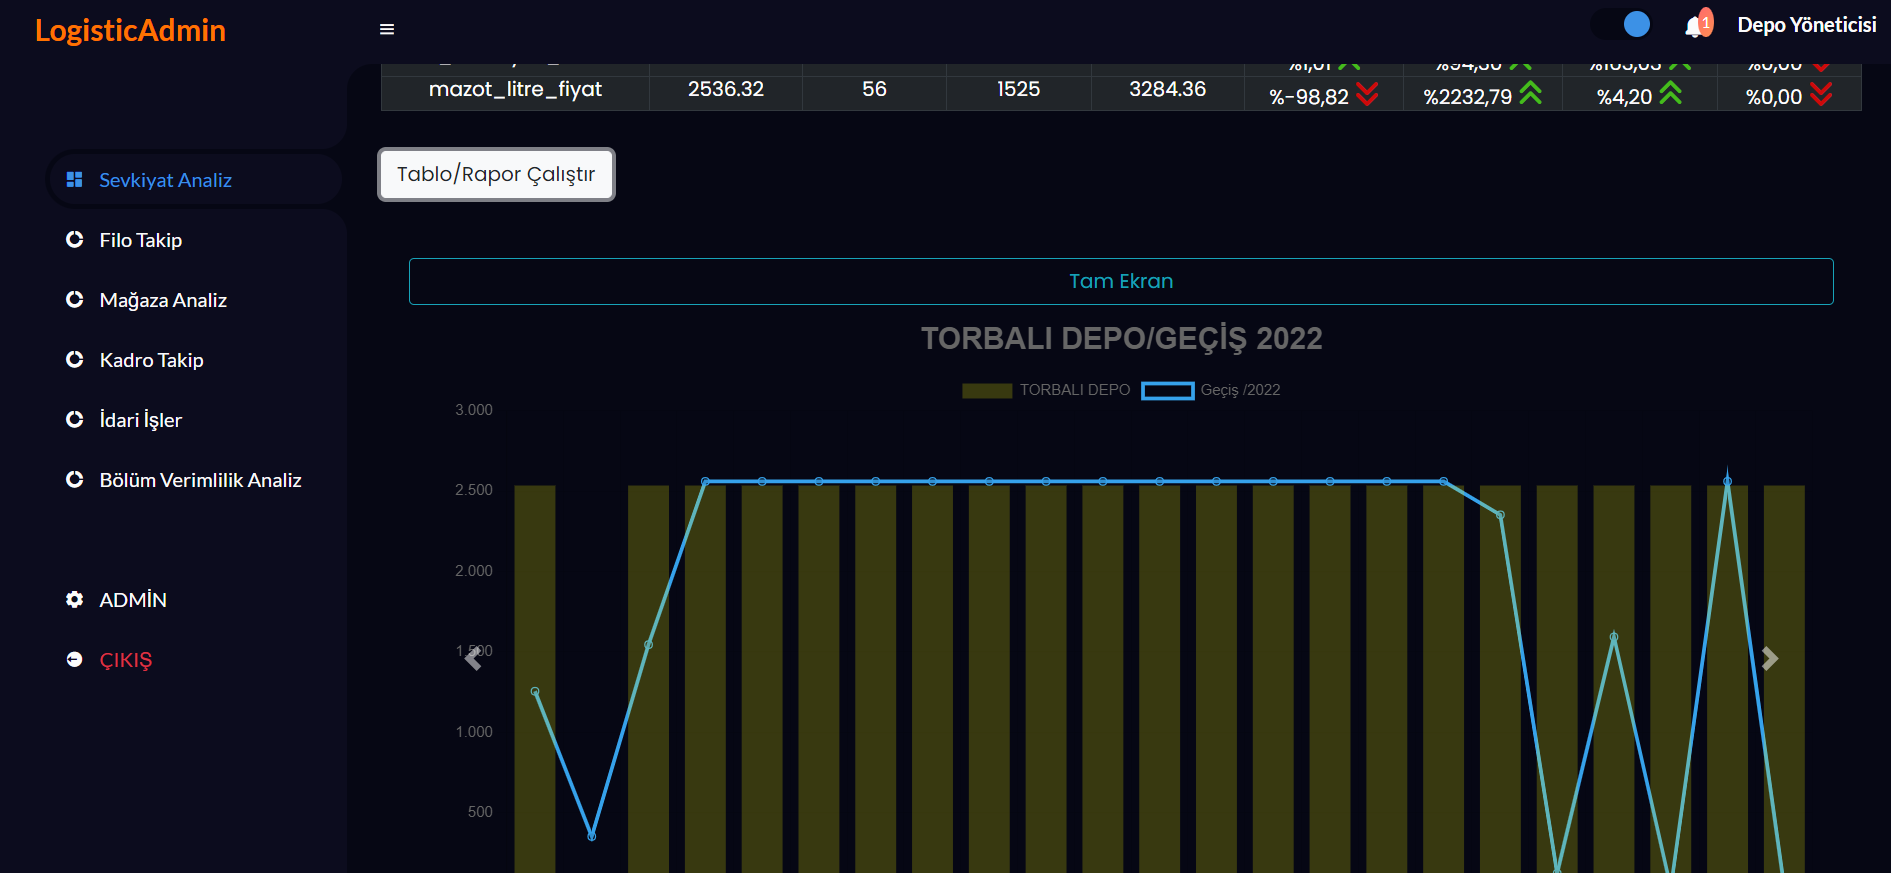 LogisticAdmin
1
Depo Yöneticisi
mazot_litre_fiyat 2536.32 56 1525 3284.36 %-98,82 %2232,79 %4,20 %0,00
Tablo/Rapor Çalıştır
Sevkiyat Analiz
Filo Takip
Mağaza Analiz
Kadro Takip
İdari İşler
Bölüm Verimlilik Analiz
ADMİN
ÇIKIŞ
Tam Ekran
TORBALI DEPO/GEÇİŞ 2022
TORBALI DEPO Geçiş /2022
3.000
2.500
2.000
1.500
1.000
500